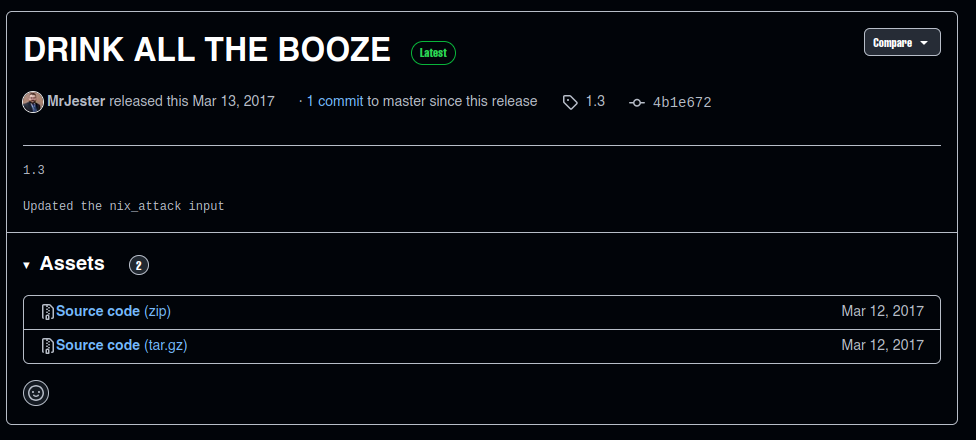 DRINK ALL THE BOOZE Latest Compare
MrJester released this Mar 13, 2017 · 1 commit to master since this release 1.3 4b1e672
1.3
Updated the nix_attack input
Assets 2
Source code (zip) Mar 12, 2017
Source code (tar.gz) Mar 12, 2017